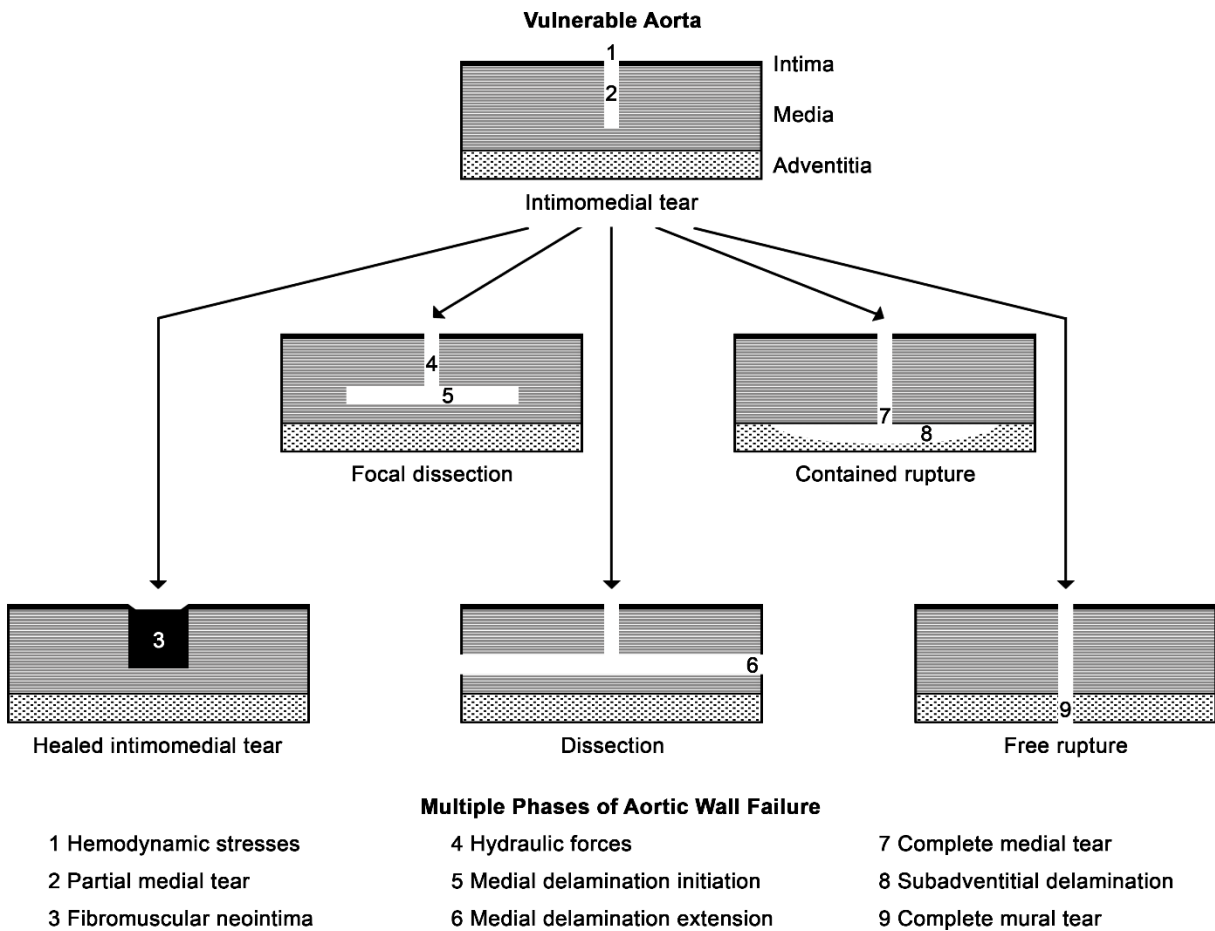 Vulnerable Aorta
1
Intima
2
Media
Adventitia
Intimomedial tear
4
5
7
8
Focal dissection
Contained rupture
3
6
9
Healed intimomedial tear
Dissection
Free rupture
Multiple Phases of Aortic Wall Failure
1 Hemodynamic stresses
4 Hydraulic forces
7 Complete medial tear
2 Partial medial tear
5 Medial delamination initiation
8 Subadventitial delamination
3 Fibromuscular neointima
6 Medial delamination extension
9 Complete mural tear